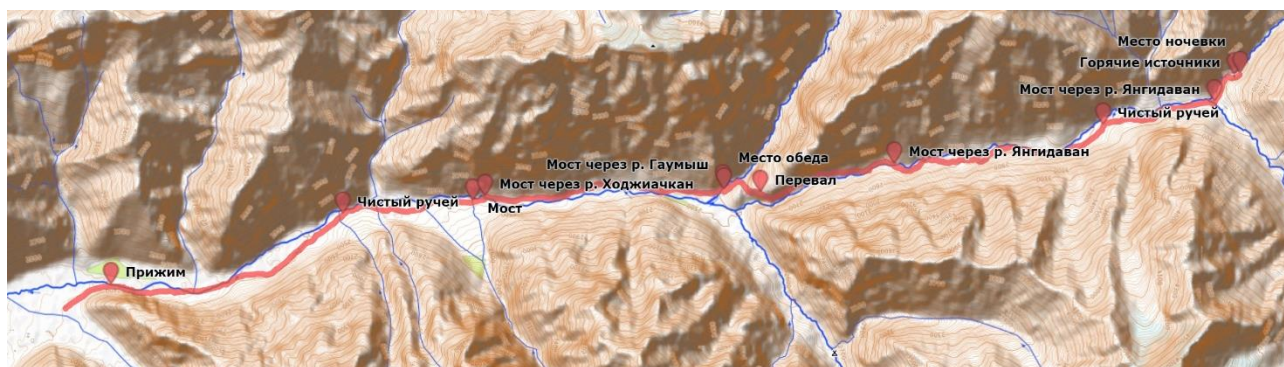 Место ночевки
Горячие источники
Мост через р. Янгидаван
Чистый ручей
Место обеда
Мост через р. Гаумыш
Мост через р. Янгидаван
Перевал
Мост через р. Ходжиачкан
Чистый ручей
Мост
Прижим